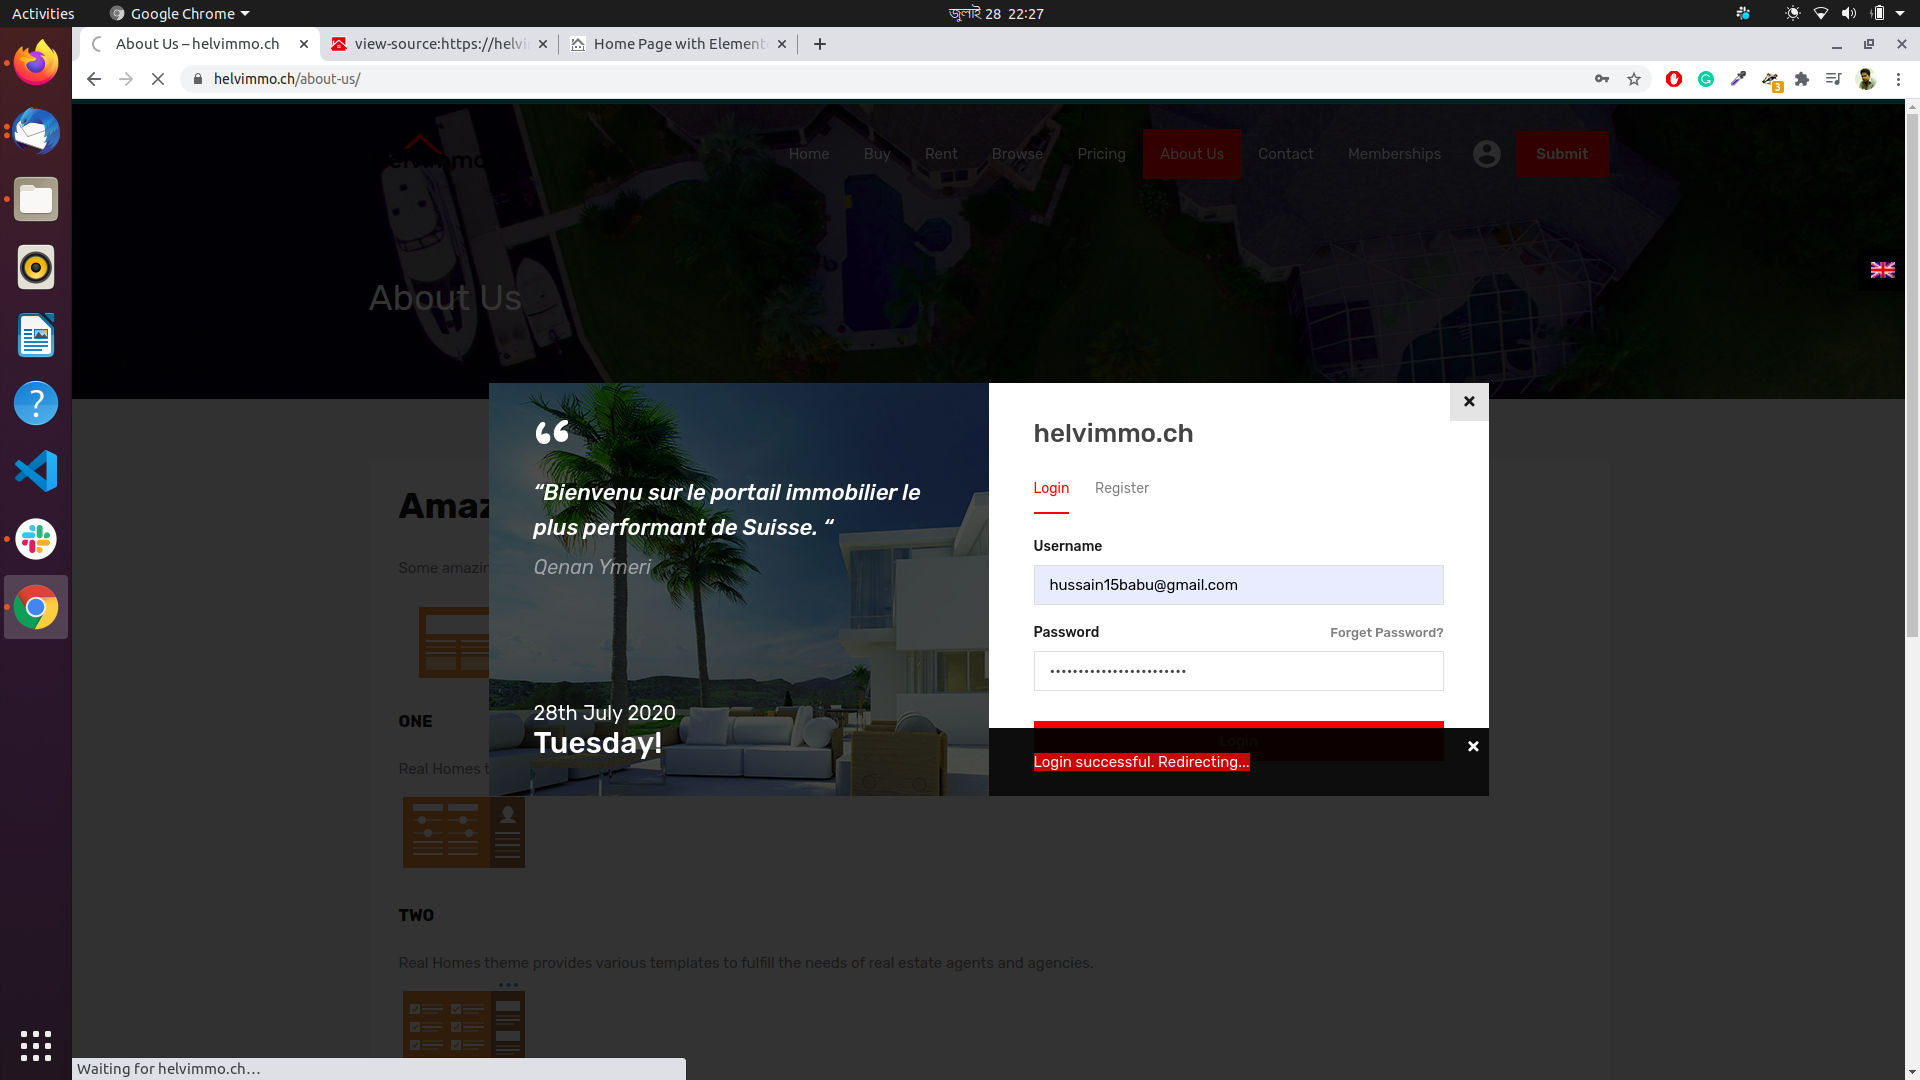 Activities
Google Chrome
জুলাই 28 22:27
About Us – helvimmo.ch
view-source:https://helvi
Home Page with Element
helvimmo.ch/about-us/
3
Home
Buy
Rent
Browse
Pricing
About Us
Contact
Memberships
Submit
About Us
“Bienvenu sur le portail immobilier le
plus performant de Suisse. “
Qenan Ymeri
28th July 2020
Tuesday!
helvimmo.ch
Login
Register
Username
hussain15babu@gmail.com
Password
Forget Password?
Login
Login successful. Redirecting...
Amaz
Some amazin
ONE
Real Homes t
TWO
Real Homes theme provides various templates to fulfill the needs of real estate agents and agencies.
Waiting for helvimmo.ch…